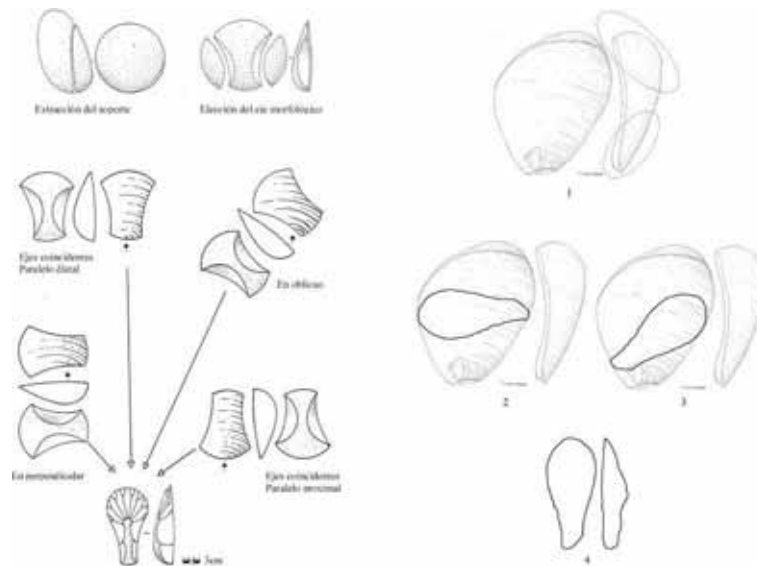 Extracción del soporte
Elección del eje morfológico
Ejes coincidentes
Paralelo distal
En oblicuo
En perpendicular
Ejes coincidentes
Paralelo proximal
3cm
1
2
3
4